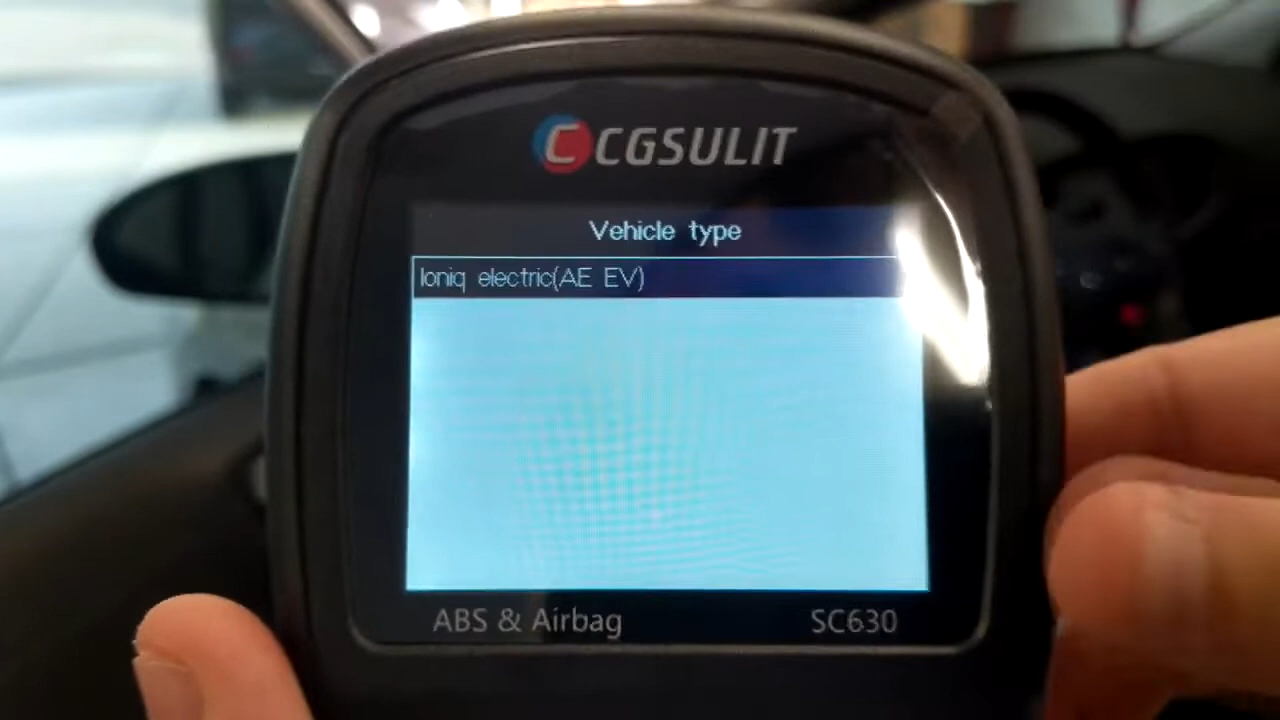 C CGSULIT
Vehicle type
Ioniq electric(AE EV)
ABS & Airbag SC630